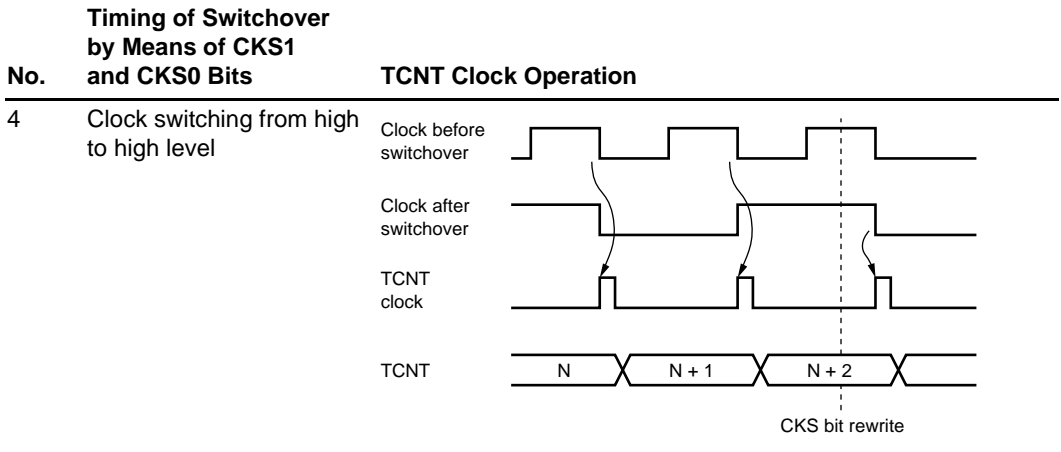 Timing of Switchover
by Means of CKS1
No. and CKS0 Bits TCNT Clock Operation
4 Clock switching from high
to high level
Clock before
switchover
Clock after
switchover
TCNT
clock
TCNT N N + 1 N + 2
CKS bit rewrite